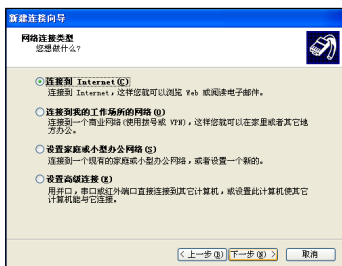 新建连接向导
网络连接类型
您想做什么?
连接到 Internet(C)
连接到 Internet,这样您就可以浏览 Web 或阅读电子邮件。
连接到我的工作场所的网络(O)
连接到一个商业网络(使用拨号或 VPN),这样您就可以在家里或者其它地
方办公。
设置家庭或小型办公网络(S)
连接到一个现有的家庭或小型办公网络,或者设置一个新的。
设置高级连接(E)
用并口,串口或红外端口直接连接到其它计算机,或设置此计算机使其它
计算机能与它连接。
< 上一步(B) 下一步(N) > 取消